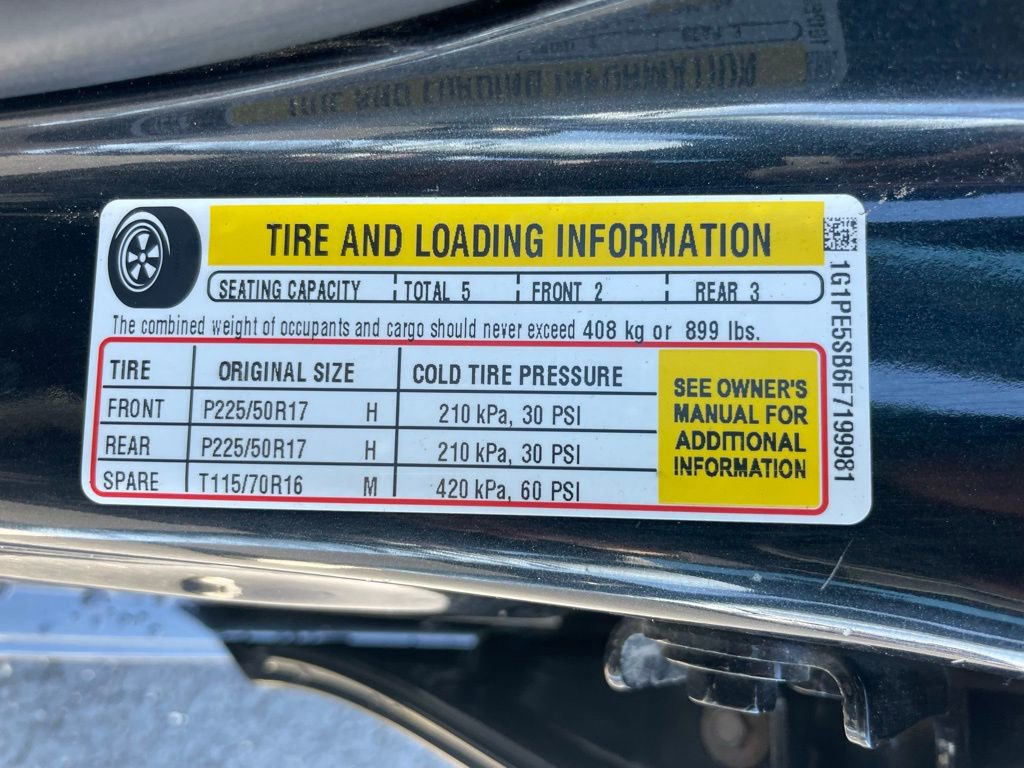 TIRE AND LOADING INFORMATION
SEATING CAPACITY TOTAL 5 FRONT 2 REAR 3
The combined weight of occupants and cargo should never exceed 408 kg or 899 lbs.
TIRE ORIGINAL SIZE COLD TIRE PRESSURE
FRONT P225/50R17 H 210 kPa, 30 PSI
REAR P225/50R17 H 210 kPa, 30 PSI
SPARE T115/70R16 M 420 kPa, 60 PSI
SEE OWNER'S
MANUAL FOR
ADDITIONAL
INFORMATION
1G1PE5SB6F7199981